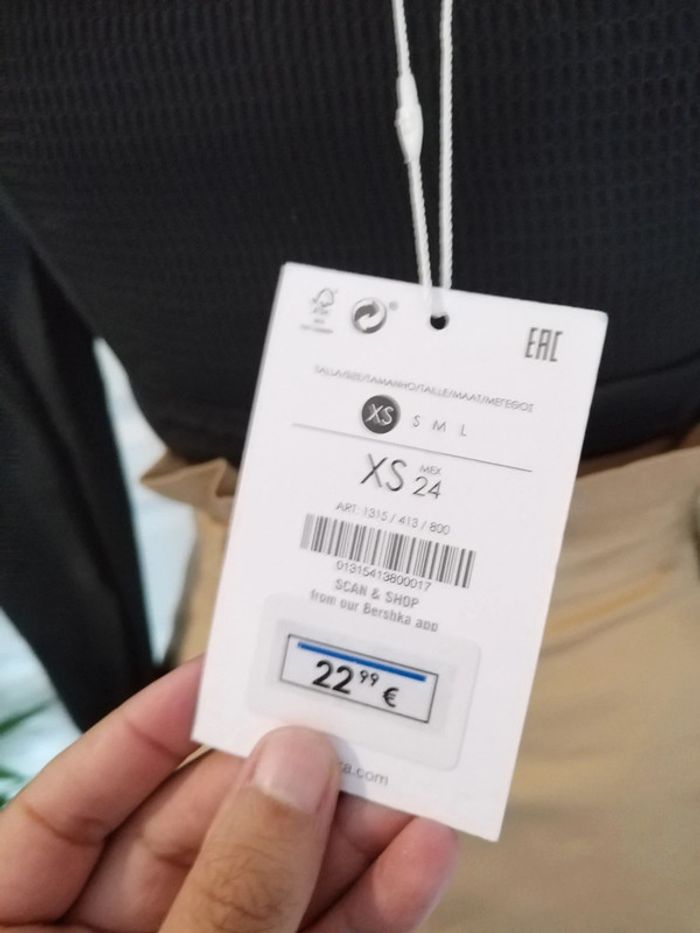 EAC
TALLA/SIZE/TAMANHO/TAILLE/MAAT/ΜΕΓΕΘΟΣ
XS S M L
XS MEX 24
ART: 1315 / 413 / 800
01315413800017
SCAN & SHOP
from our Bershka app
22 99 €